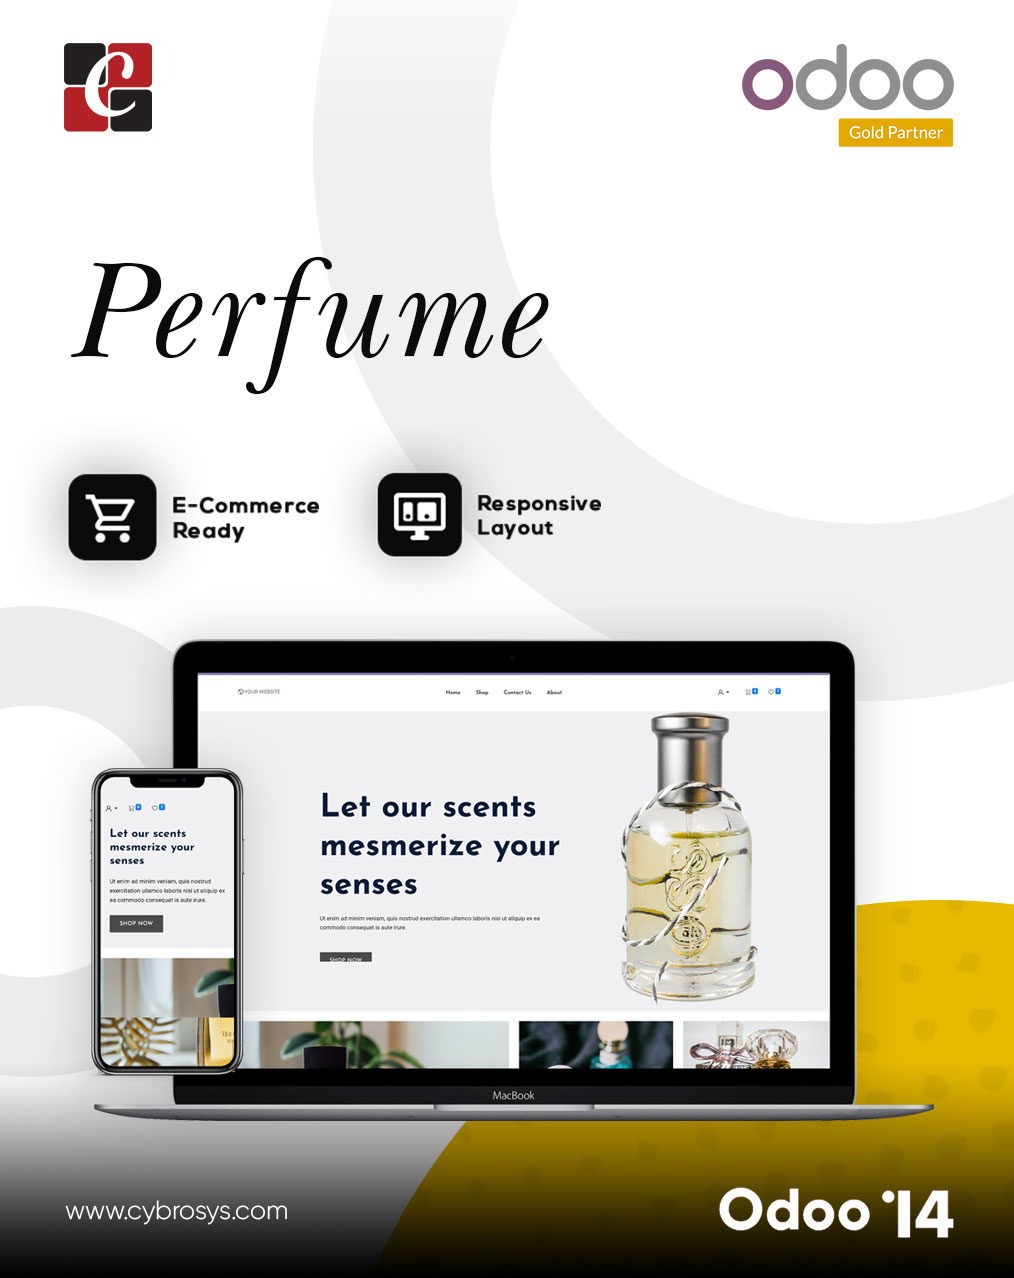 C
odoo
Gold Partner
Perfume
E-Commerce
Ready
Responsive
Layout
YOUR WEBSITE
Home Shop Contact Us About
Let our scents
mesmerize your
senses
Ut enim ad minim veniam, quis nostrud exercitation ullamco laboris nisi ut aliquip ex ea
commodo consequat is aute irure.
SHOP NOW
Let our scents
mesmerize your
senses
Ut enim ad minim veniam, quis nostrud
exercitation ullamco laboris nisi ut aliquip ex
ea commodo consequat is aute irure.
SHOP NOW
MacBook
www.cybrosys.com
Odoo '14